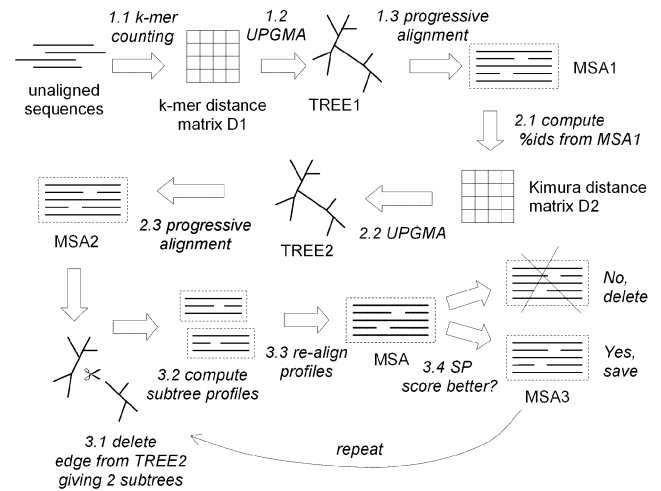 1.1 k-mer
counting
1.2
UPGMA
1.3 progressive
alignment
unaligned
sequences
k-mer distance
matrix D1
TREE1
MSA1
2.1 compute
%ids from MSA1
Kimura distance
matrix D2
2.2 UPGMA
TREE2
2.3 progressive
alignment
MSA2
3.1 delete
edge from TREE2
giving 2 subtrees
3.2 compute
subtree profiles
3.3 re-align
profiles
MSA
3.4 SP
score better?
No,
delete
Yes,
save
MSA3
repeat